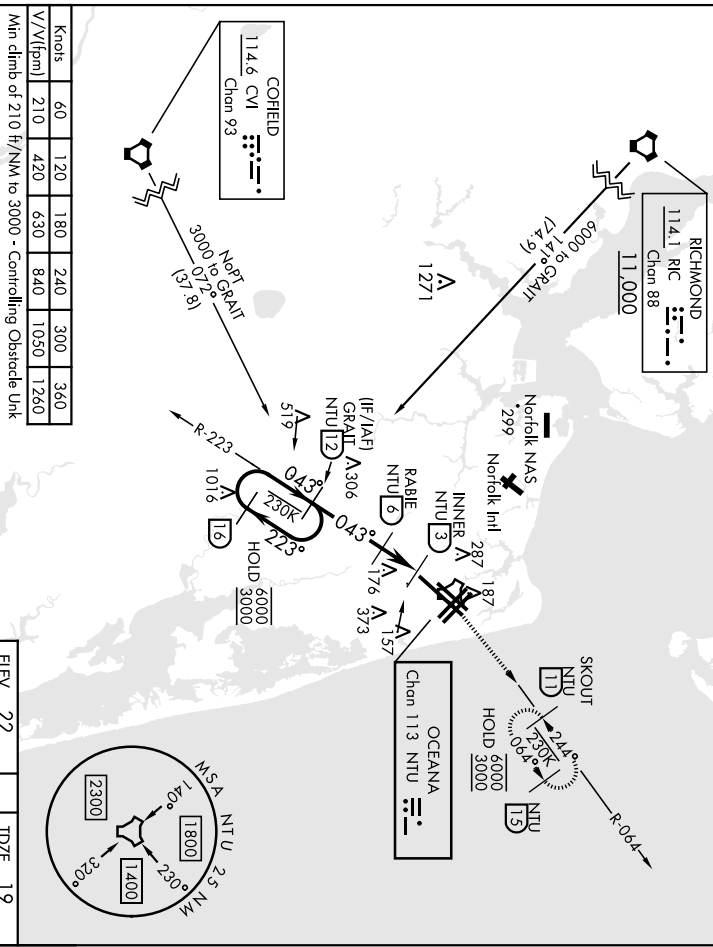 RICHMOND
114.1 RIC
Chan 88
11,000
6000 to GRAIT
141°
(74.9)
1271
COFIELD
114.6 CVI
Chan 93
NoPT
3000 to GRAIT
072°
(37.8)
Norfolk NAS
299
Norfolk Intl
(IF/IAF)
GRAIT
NTU 12
519
306
R-223
1016
043°
230K
223°
16
HOLD 6000
3000
043°
RABIE
NTU 6
176
INNER
NTU 3
287
187
373
157
OCEANA
Chan 113 NTU
SKOUT
NTU
11
HOLD 6000
3000
244°
230K
064°
NTU
15
R-064
MSA NTU 25 NM
140°
230°
320°
1800
1400
2300
Knots 60 120 180 240 300 360
V/V(fpm) 210 420 630 840 1050 1260
Min climb of 210 ft/NM to 3000 - Controlling Obstacle Unk
ELEV 22
TDZE 19